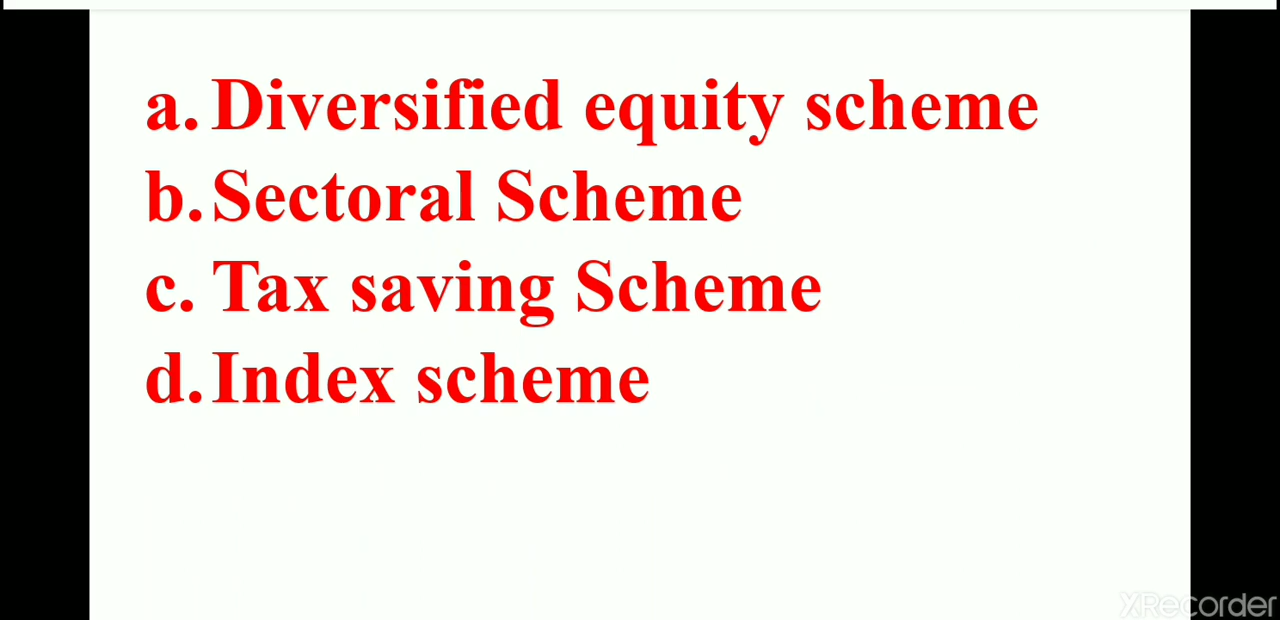 a. Diversified equity scheme
b. Sectoral Scheme
c. Tax saving Scheme
d. Index scheme
XRecorder